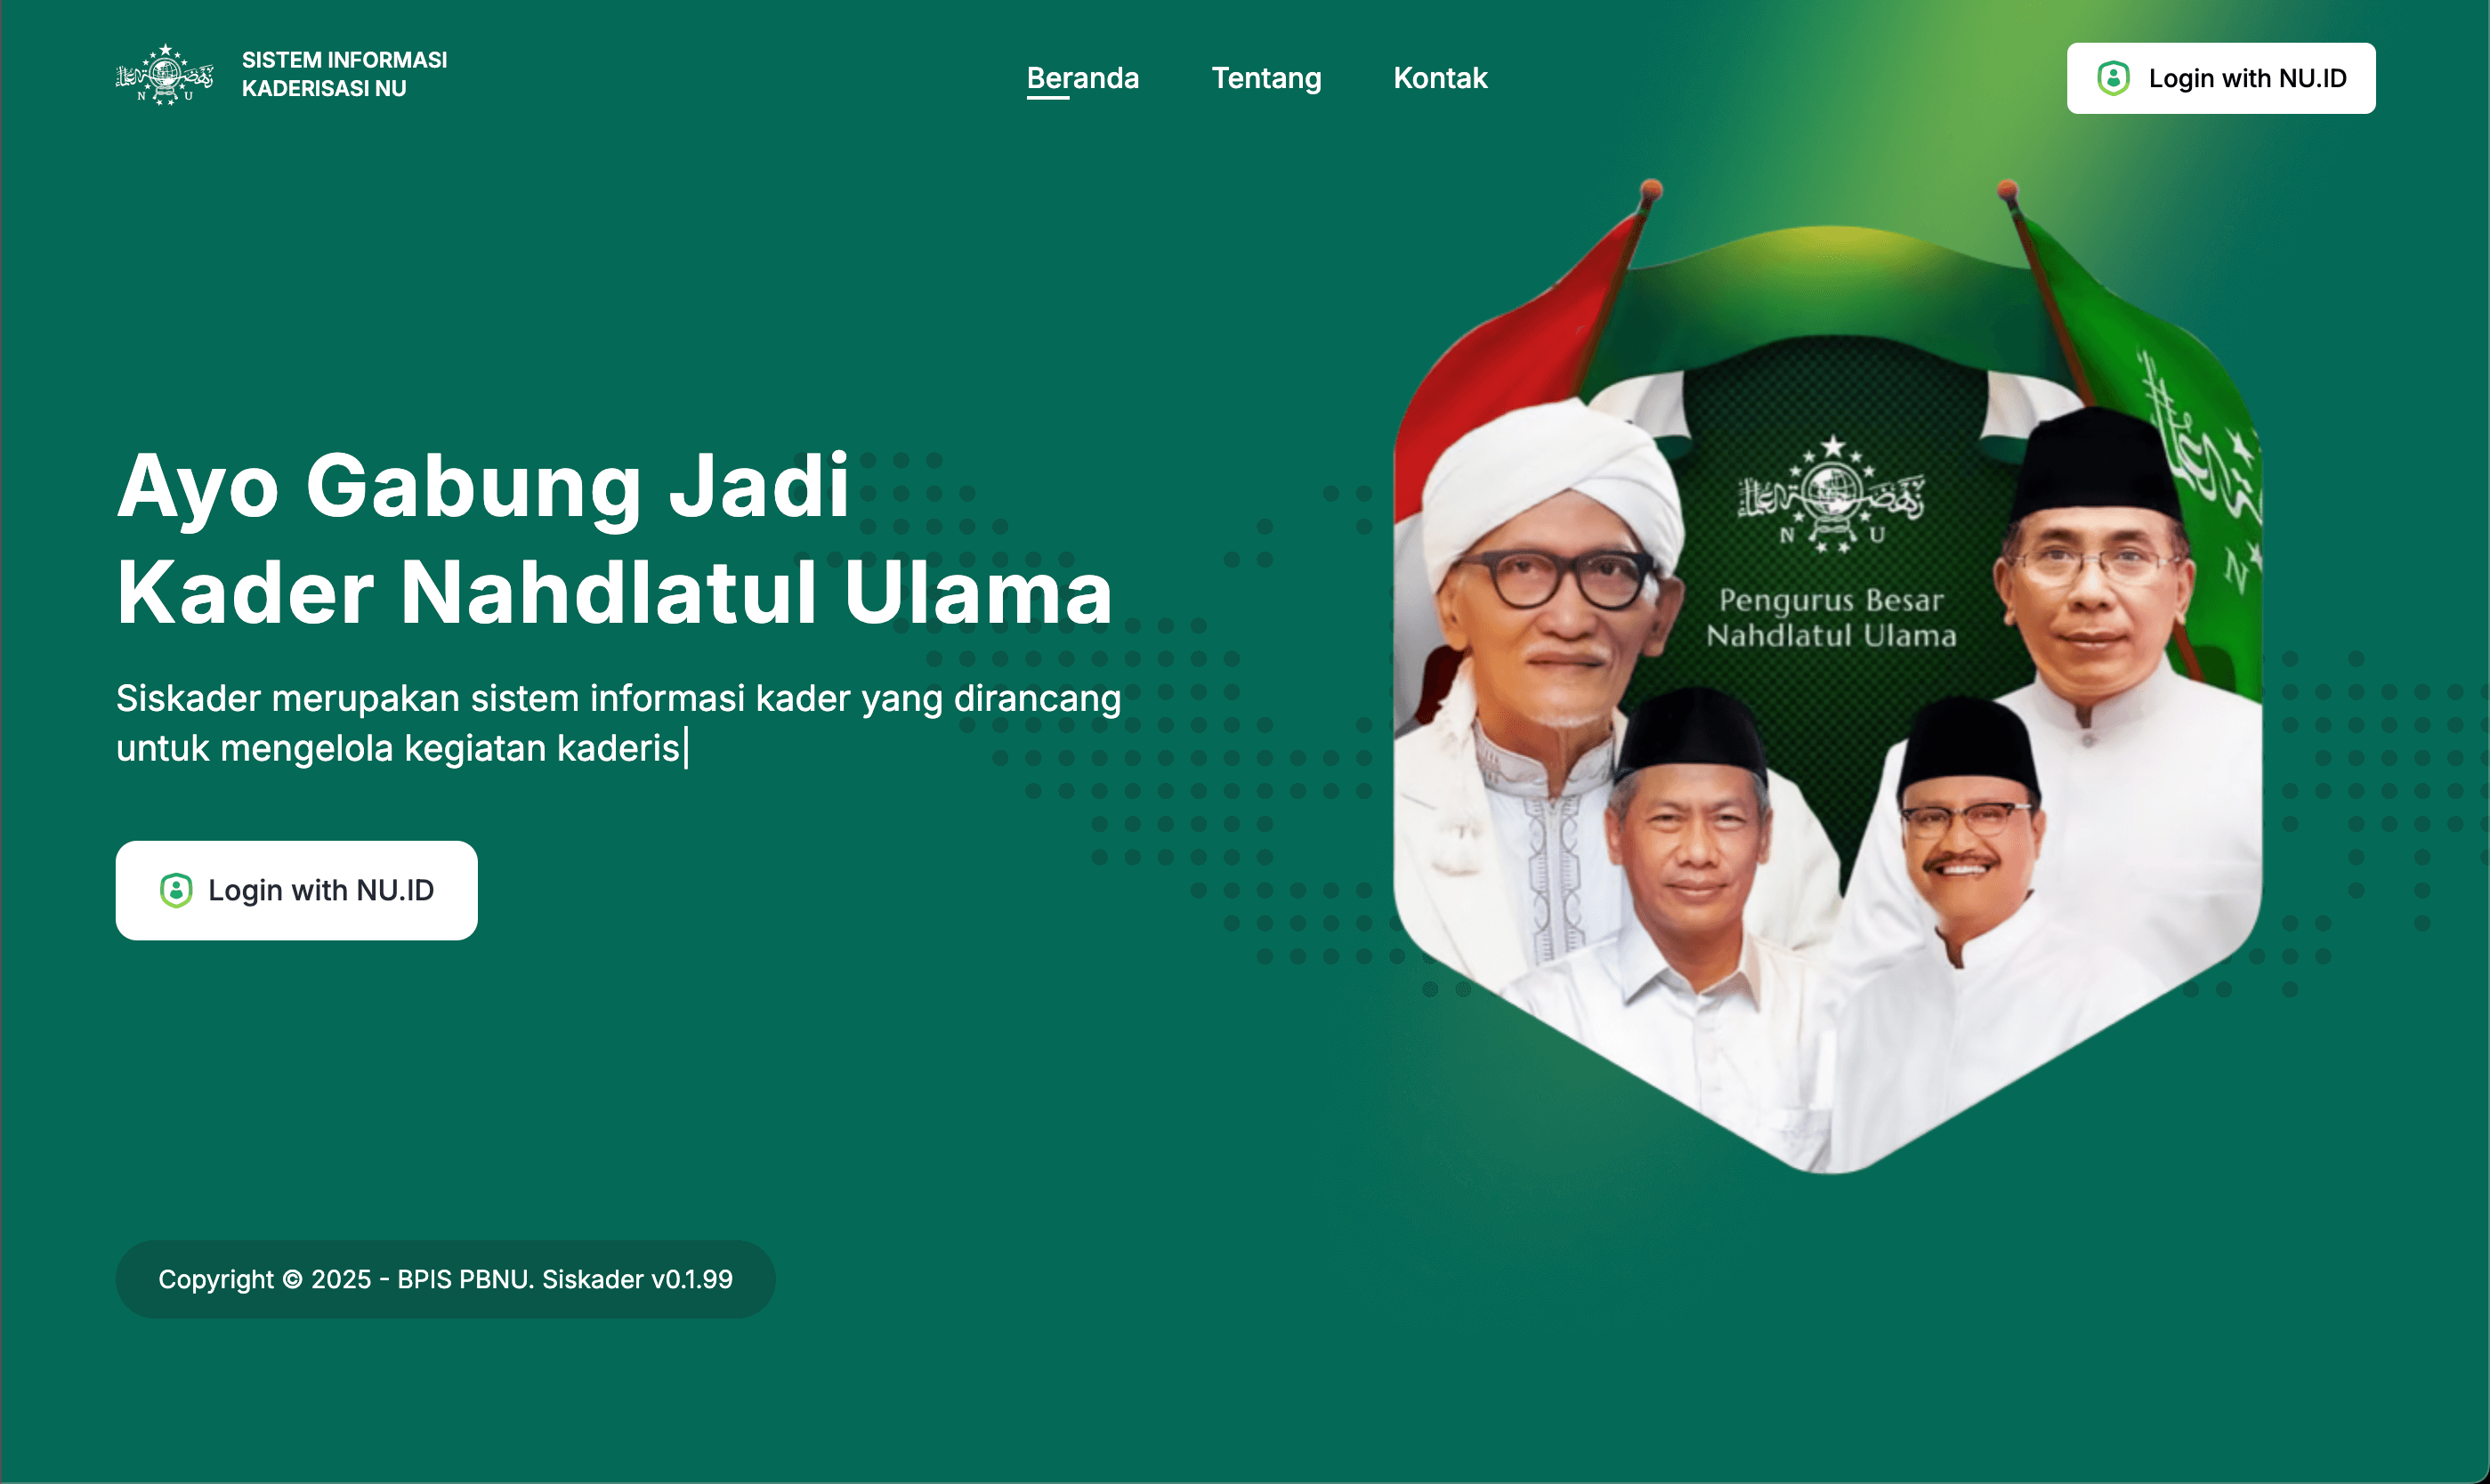 SISTEM INFORMASI
KADERISASI NU
Beranda
Tentang
Kontak
Login with NU.ID
Ayo Gabung Jadi
Kader Nahdlatul Ulama
Siskader merupakan sistem informasi kader yang dirancang
untuk mengelola kegiatan kaderis
Login with NU.ID
N U
Pengurus Besar
Nahdlatul Ulama
Copyright © 2025 - BPIS PBNU. Siskader v0.1.99